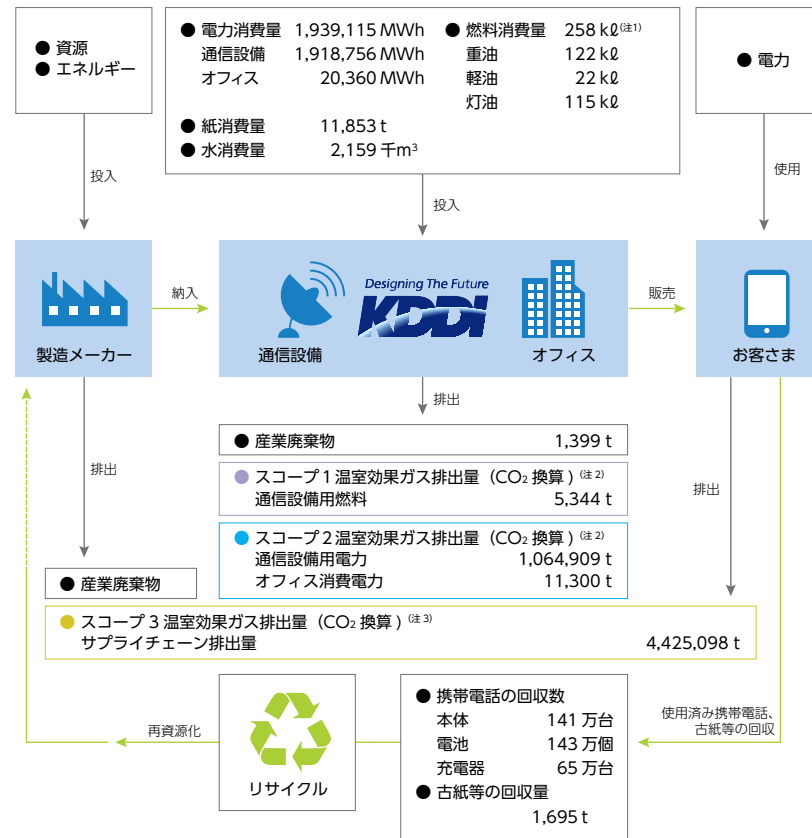 ● 資源
● エネルギー
● 電力消費量 1,939,115 MWh
通信設備 1,918,756 MWh
オフィス 20,360 MWh
● 紙消費量 11,853 t
● 水消費量 2,159 千m³
● 燃料消費量 258 kℓ(注1)
重油 122 kℓ
軽油 22 kℓ
灯油 115 kℓ
● 電力
投入
投入
使用
製造メーカー
納入
通信設備
Designing The Future
KDDI
オフィス
販売
お客さま
排出
排出
排出
● 産業廃棄物 1,399 t
● スコープ1温室効果ガス排出量（CO₂ 換算）(注2)
通信設備用燃料 5,344 t
● スコープ2温室効果ガス排出量（CO₂ 換算）(注2)
通信設備用電力 1,064,909 t
オフィス消費電力 11,300 t
● 産業廃棄物
● スコープ3温室効果ガス排出量（CO₂ 換算）(注3)
サプライチェーン排出量 4,425,098 t
再資源化
リサイクル
● 携帯電話の回収数
本体 141 万台
電池 143 万個
充電器 65 万台
● 古紙等の回収量
1,695 t
使用済み携帯電話、
古紙等の回収